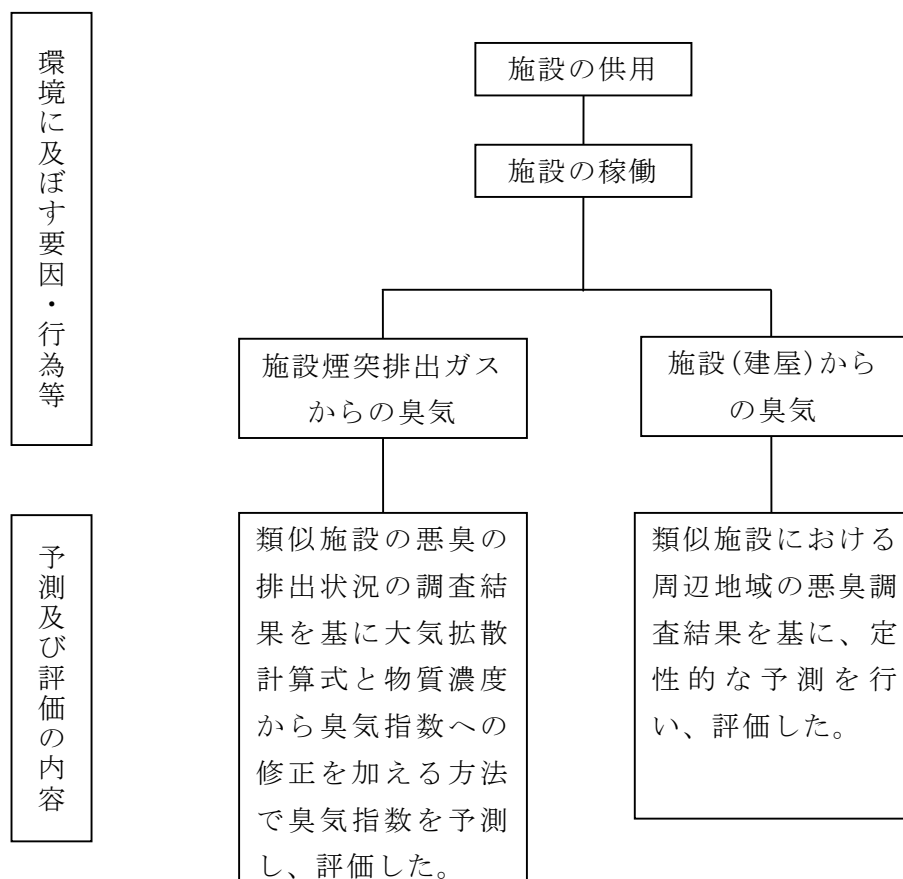 環境に及ぼす要因・行為等
施設の供用
施設の稼働
施設煙突排出ガス
からの臭気
施設(建屋)から
の臭気
予測及び評価の内容
類似施設の悪臭の
排出状況の調査結
果を基に大気拡散
計算式と物質濃度
から臭気指数への
修正を加える方法
で臭気指数を予測
し、評価した。
類似施設における
周辺地域の悪臭調
査結果を基に、定
性的な予測を行
い、評価した。